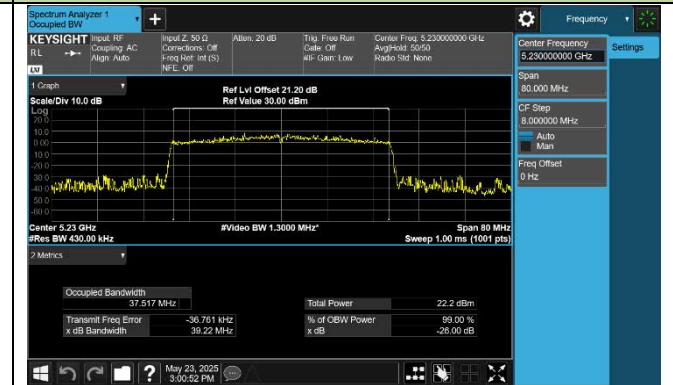 Spectrum Analyzer 1
Occupied BW
Frequency
KEYSIGHT
RL
LXI
Input: RF
Coupling: AC
Align: Auto
Input Z: 50 Ω
Corrections: Off
Freq Ref: Int (S)
NFE: Off
Atten: 20 dB
Trig: Free Run
Gate: Off
#IF Gain: Low
Center Freq: 5.230000000 GHz
Avg|Hold: 50/50
Radio Std: None
Center Frequency
5.230000000 GHz
Settings
Span
80.000 MHz
CF Step
8.000000 MHz
Auto
Man
Freq Offset
0 Hz
1 Graph
Scale/Div 10.0 dB
Ref Lvl Offset 21.20 dB
Ref Value 30.00 dBm
Log
20.0
10.0
0.00
-10.0
-20.0
-30.0
-40.0
-50.0
-60.0
Center 5.23 GHz
#Res BW 430.00 kHz
#Video BW 1.3000 MHz*
Span 80 MHz
Sweep 1.00 ms (1001 pts)
2 Metrics
Occupied Bandwidth
37.517 MHz
Total Power
22.2 dBm
Transmit Freq Error
-36.761 kHz
% of OBW Power
99.00 %
x dB Bandwidth
39.22 MHz
x dB
-26.00 dB
?
May 23, 2025
3:00:52 PM